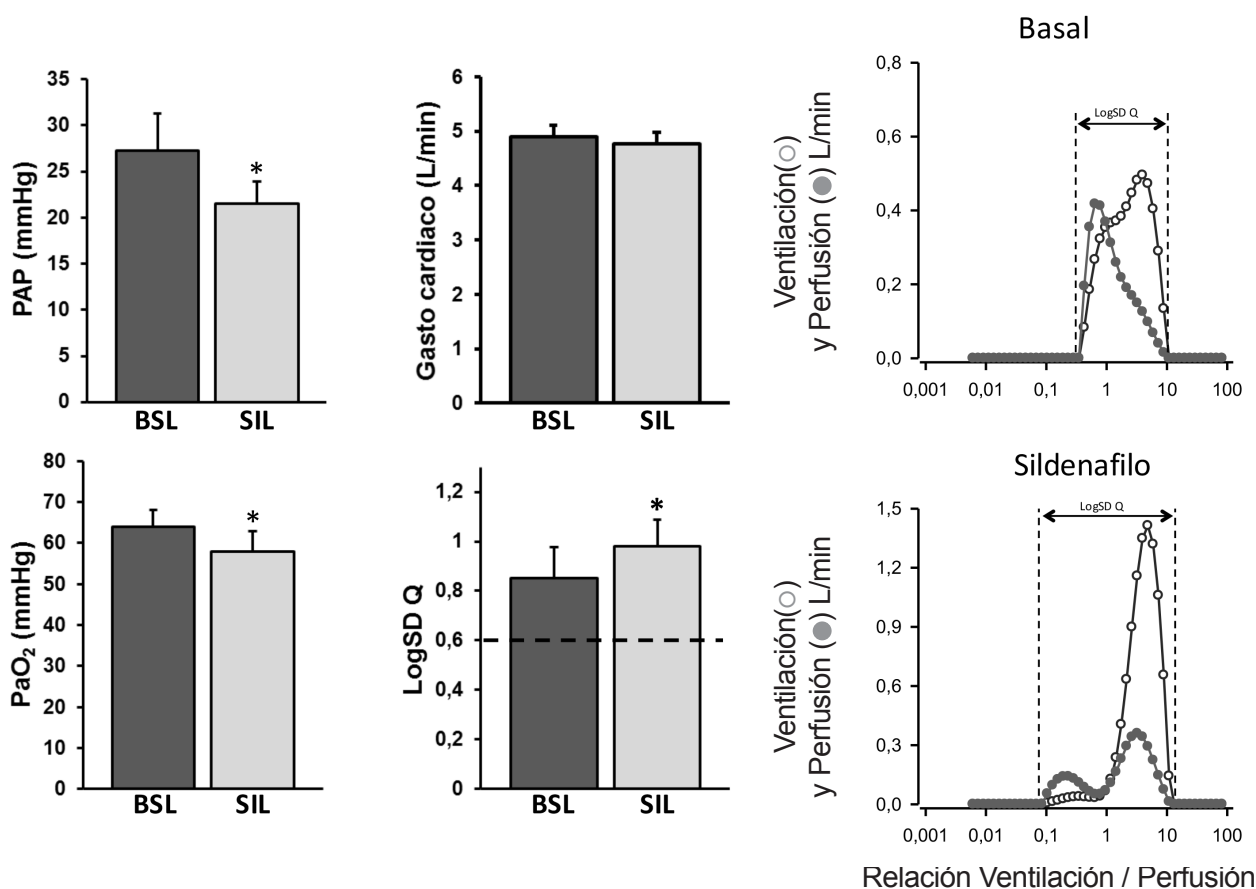 PAP (mmHg)
35
30
25
20
15
10
5
0
*
BSL
SIL
Gasto cardiaco (L/min)
6
5
4
3
2
1
0
BSL
SIL
Basal
Ventilación(○)
y Perfusión (●) L/min
0,8
0,6
0,4
0,2
0,0
LogSD Q
0,001
0,01
0,1
1
10
100
PaO₂ (mmHg)
80
70
60
50
40
30
20
10
0
*
BSL
SIL
LogSD Q
1,2
1
0,8
0,6
0,4
0,2
0
*
BSL
SIL
Sildenafilo
Ventilación(○)
y Perfusión (●) L/min
1,5
1,2
0,9
0,6
0,3
0,0
LogSD Q
0,001
0,01
0,1
1
10
100
Relación Ventilación / Perfusión